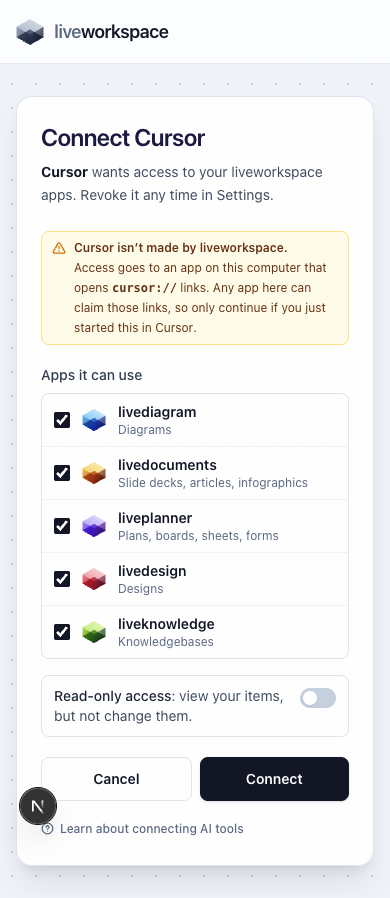 liveworkspace
Connect Cursor
Cursor wants access to your liveworkspace
apps. Revoke it any time in Settings.
Cursor isn’t made by liveworkspace.
Access goes to an app on this computer that
opens cursor:// links. Any app here can
claim those links, so only continue if you just
started this in Cursor.
Apps it can use
livediagram
Diagrams
livedocuments
Slide decks, articles, infographics
liveplanner
Plans, boards, sheets, forms
livedesign
Designs
liveknowledge
Knowledgebases
Read-only access: view your items,
but not change them.
Cancel
Connect
N
Learn about connecting AI tools